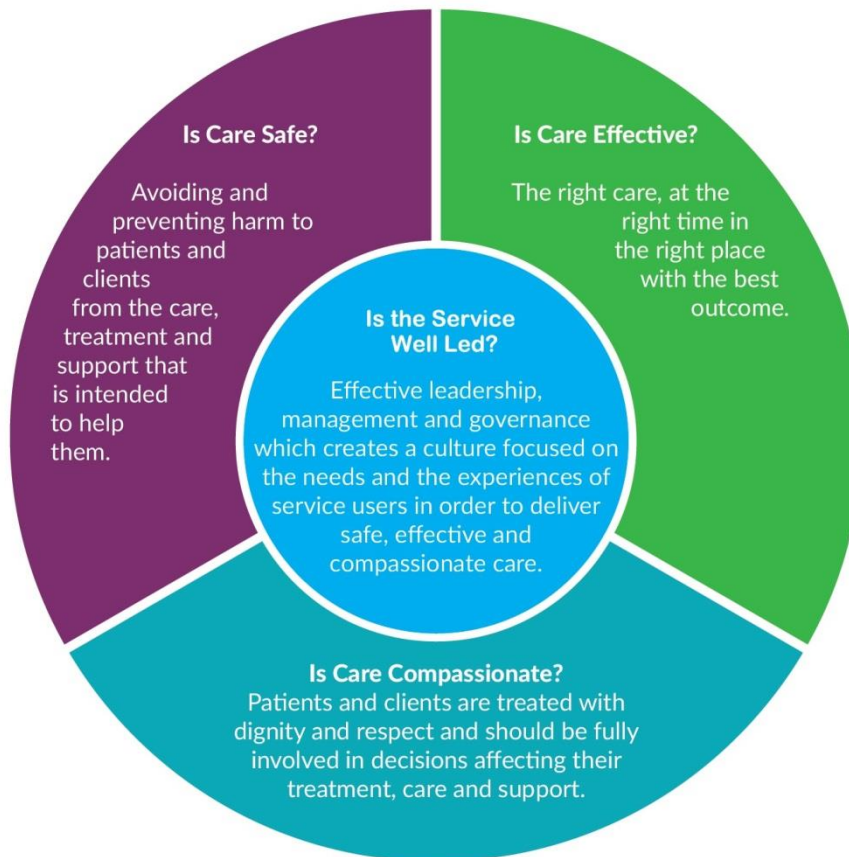 Is Care Safe?
Avoiding and
preventing harm to
patients and
clients
from the care,
treatment and
support that
is intended
to help
them.
Is Care Effective?
The right care, at the
right time in
the right place
with the best
outcome.
Is the Service
Well Led?
Effective leadership,
management and governance
which creates a culture focused on
the needs and the experiences of
service users in order to deliver
safe, effective and
compassionate care.
Is Care Compassionate?
Patients and clients are treated with
dignity and respect and should be fully
involved in decisions affecting their
treatment, care and support.